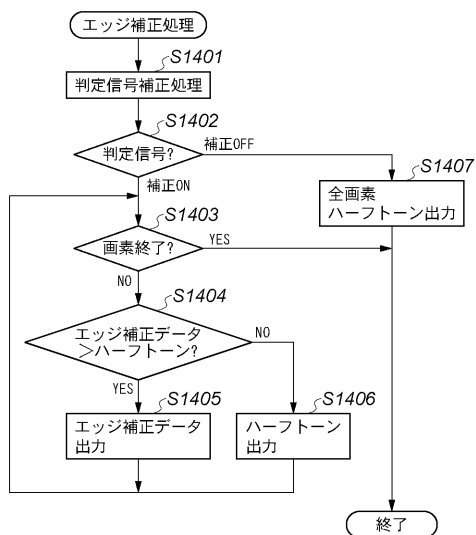 エッジ補正処理
S1401
判定信号補正処理
S1402
判定信号?
補正OFF
補正ON
S1407
全画素
ハーフトーン出力
S1403
画素終了?
YES
NO
S1404
エッジ補正データ
>ハーフトーン?
NO
YES
S1405
エッジ補正データ
出力
S1406
ハーフトーン
出力
終了